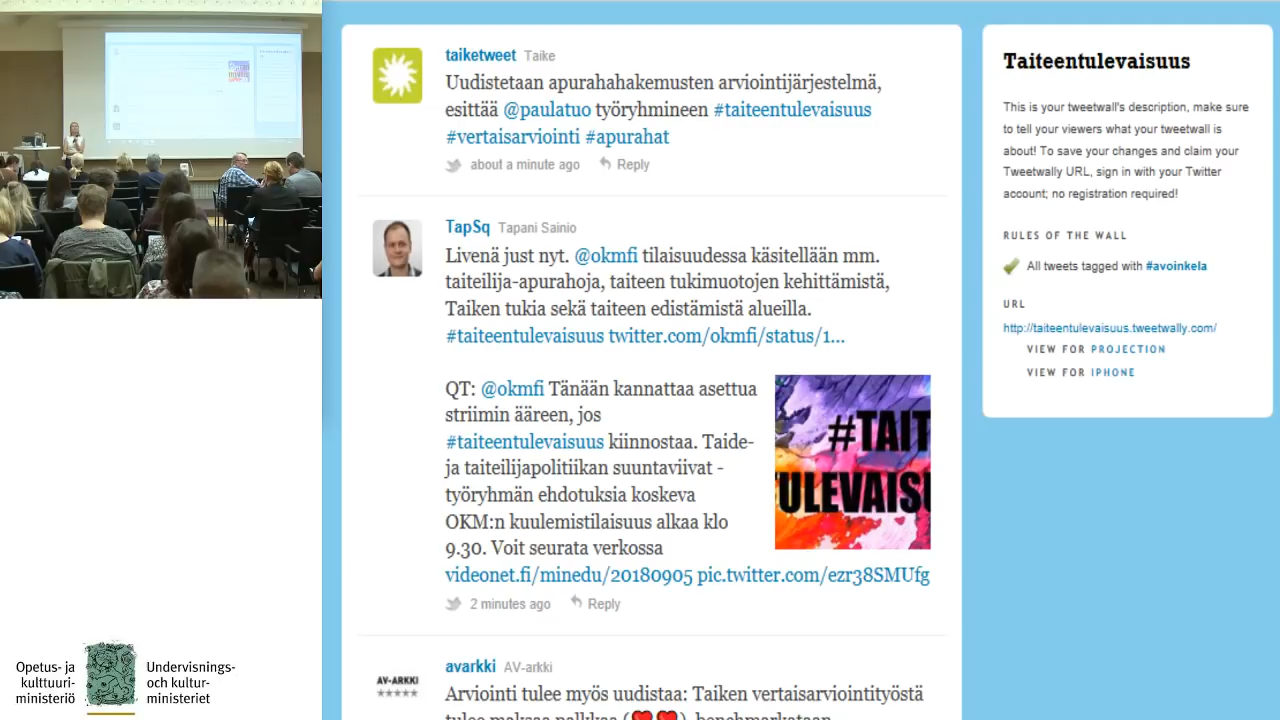 taiketweet Taike
Uudistetaan apurahahakemusten arviointijärjestelmä,
esittää @paulatuo työryhmineen #taiteentulevaisuus
#vertaisarviointi #apurahat
about a minute ago Reply
TapSq Tapani Sainio
Livenä just nyt. @okmfi tilaisuudessa käsitellään mm.
taiteilija-apurahoja, taiteen tukimuotojen kehittämistä,
Taiken tukia sekä taiteen edistämistä alueilla.
#taiteentulevaisuus twitter.com/okmfi/status/1...
QT: @okmfi Tänään kannattaa asettua
striimin ääreen, jos
#taiteentulevaisuus kiinnostaa. Taide-
ja taiteilijapolitiikan suuntaviivat -
työryhmän ehdotuksia koskeva
OKM:n kuulemistilaisuus alkaa klo
9.30. Voit seurata verkossa
videonet.fi/minedu/20180905 pic.twitter.com/ezr38SMUfg
#TAIT
ULEVAISU
2 minutes ago Reply
avarkki AV-arkki
AV-ARKKI
Arviointi tulee myös uudistaa: Taiken vertaisarviointityöstä
tulee maksaa palkkaa (❤❤), benchmarkataan
Taiteentulevaisuus
This is your tweetwall's description, make sure
to tell your viewers what your tweetwall is
about! To save your changes and claim your
Tweetwally URL, sign in with your Twitter
account; no registration required!
RULES OF THE WALL
All tweets tagged with #avoinkela
URL
http://taiteentulevaisuus.tweetwally.com/
VIEW FOR PROJECTION
VIEW FOR IPHONE
Opetus- ja
kulttuuri-
ministeriö
Undervisnings-
och kultur-
ministeriet